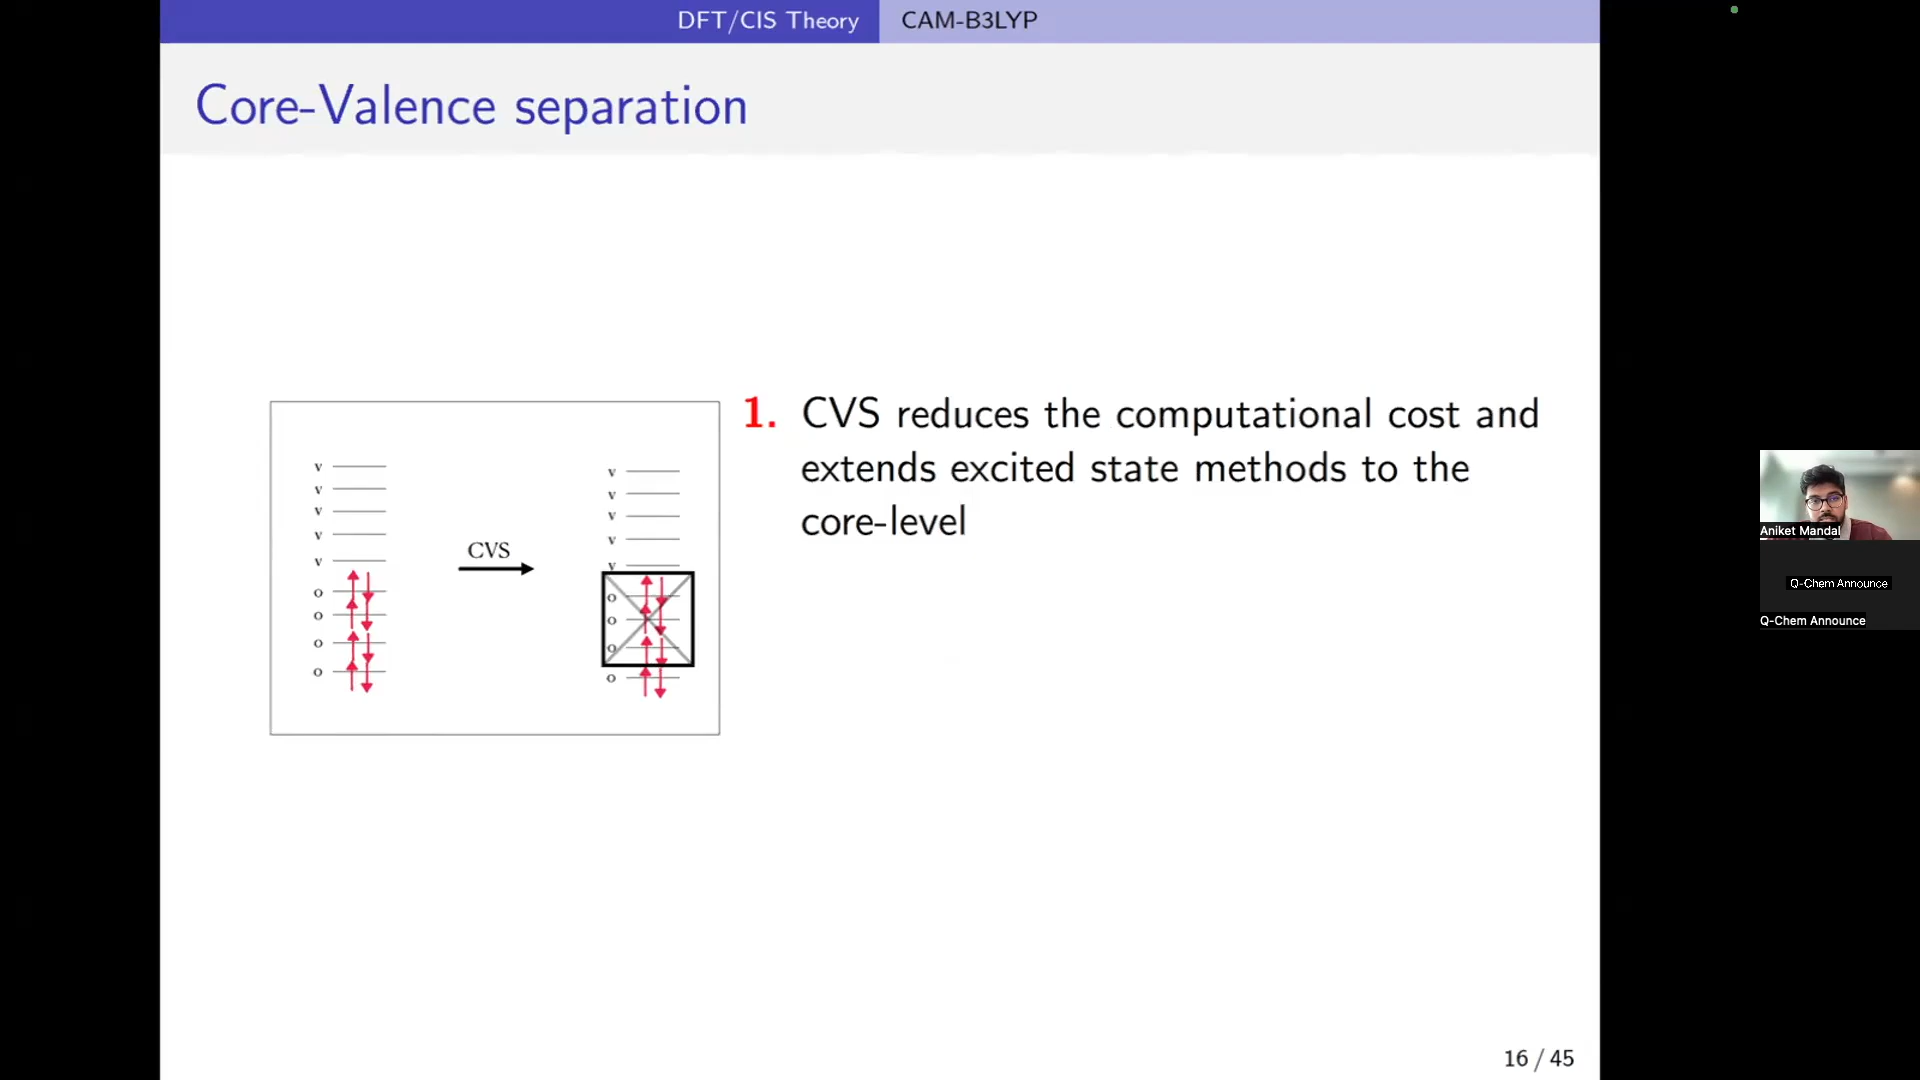 DFT/CIS Theory
CAM-B3LYP
Core-Valence separation
v
v
v
v
v
o
o
o
o
CVS
v
v
v
v
v
o
o
o
o
1. CVS reduces the computational cost and
extends excited state methods to the
core-level
Aniket Mandal
Q-Chem Announce
Q-Chem Announce
16 / 45